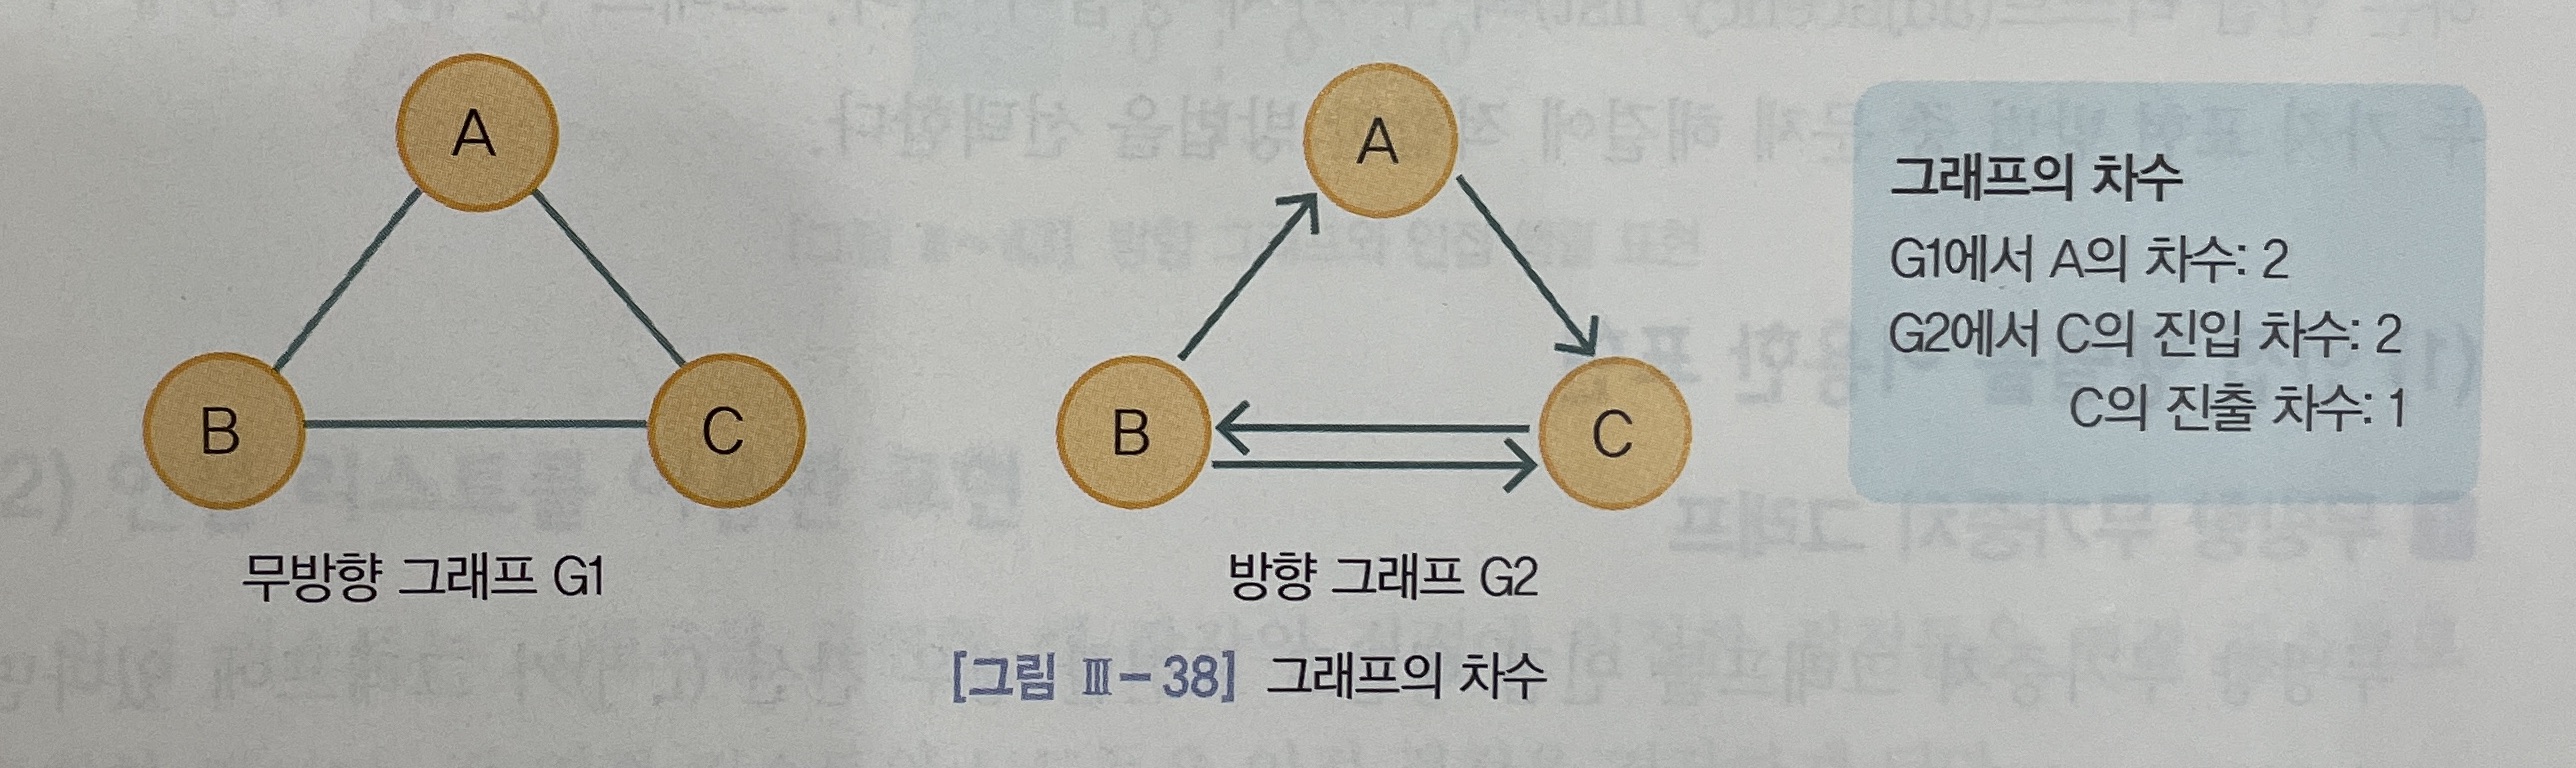 A
B
C
무방향 그래프 G1
A
B
C
방향 그래프 G2
그래프의 차수
G1에서 A의 차수: 2
G2에서 C의 진입 차수: 2
C의 진출 차수: 1
[그림 Ⅲ-38] 그래프의 차수